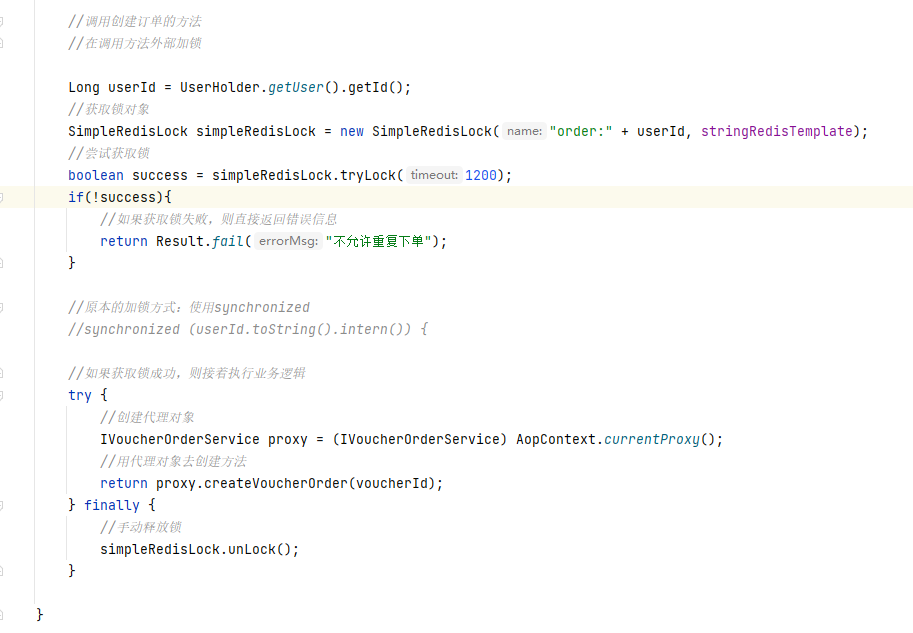 //调用创建订单的方法
//在调用方法外部加锁
Long userId = UserHolder.getUser().getId();
//获取锁对象
SimpleRedisLock simpleRedisLock = new SimpleRedisLock( name: "order:" + userId, stringRedisTemplate);
//尝试获取锁
boolean success = simpleRedisLock.tryLock( timeout: 1200);
if(!success){
//如果获取锁失败，则直接返回错误信息
return Result.fail( errorMsg: "不允许重复下单");
}
//原本的加锁方式：使用synchronized
//synchronized (userId.toString().intern()) {
//如果获取锁成功，则接着执行业务逻辑
try {
//创建代理对象
IVoucherOrderService proxy = (IVoucherOrderService) AopContext.currentProxy();
//用代理对象去创建方法
return proxy.createVoucherOrder(voucherId);
} finally {
//手动释放锁
simpleRedisLock.unLock();
}
}